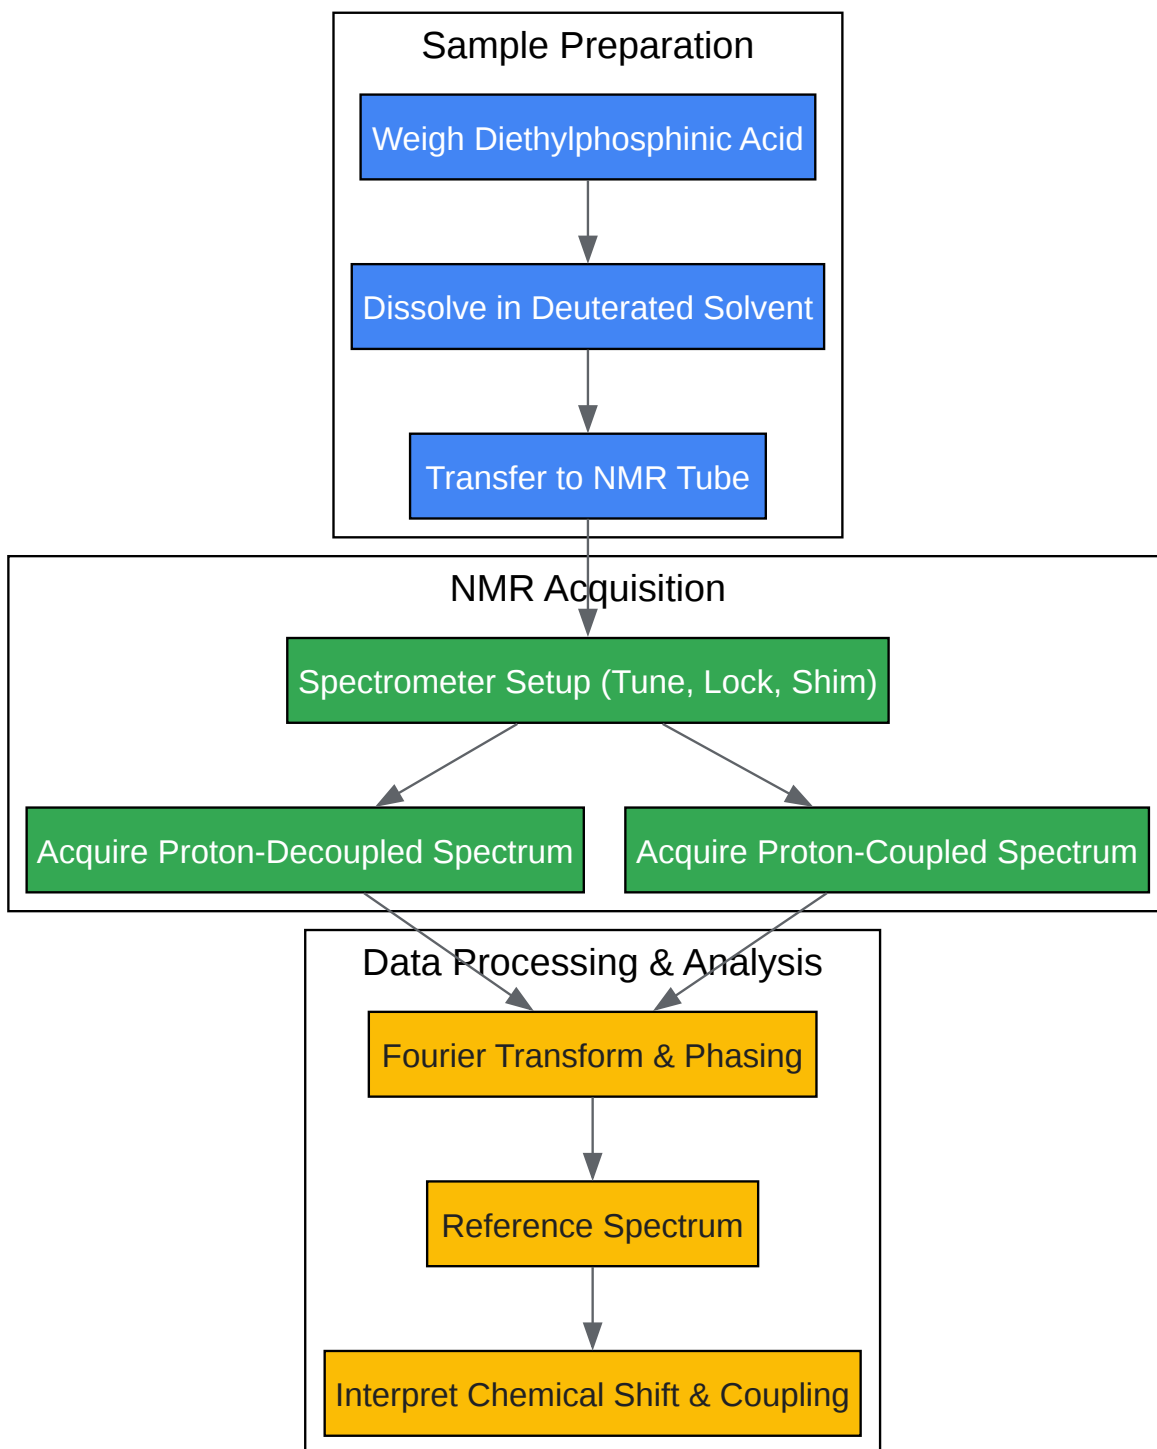 Sample Preparation
Weigh Diethylphosphinic Acid
Dissolve in Deuterated Solvent
Transfer to NMR Tube
NMR Acquisition
Spectrometer Setup (Tune, Lock, Shim)
Acquire Proton-Decoupled Spectrum
Acquire Proton-Coupled Spectrum
Data Processing & Analysis
Fourier Transform & Phasing
Reference Spectrum
Interpret Chemical Shift & Coupling